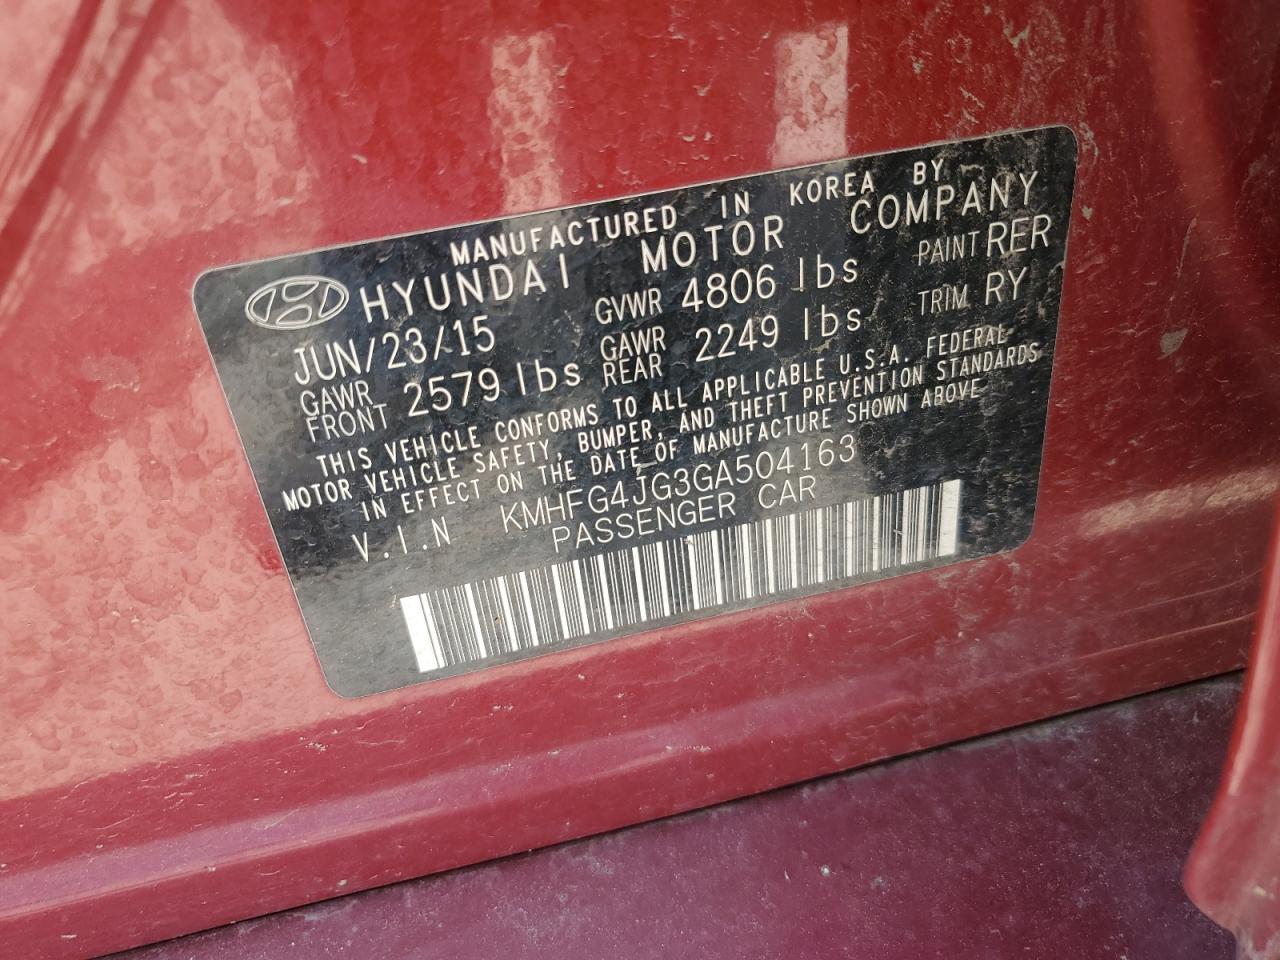 MANUFACTURED IN KOREA BY
HYUNDAI MOTOR COMPANY
JUN/23/15 GVWR 4806 lbs PAINT RER
GAWR FRONT 2579 lbs GAWR REAR 2249 lbs TRIM RY
THIS VEHICLE CONFORMS TO ALL APPLICABLE U.S.A. FEDERAL
MOTOR VEHICLE SAFETY, BUMPER, AND THEFT PREVENTION STANDARDS
IN EFFECT ON THE DATE OF MANUFACTURE SHOWN ABOVE
V.I.N KMHFG4JG3GA504163
PASSENGER CAR